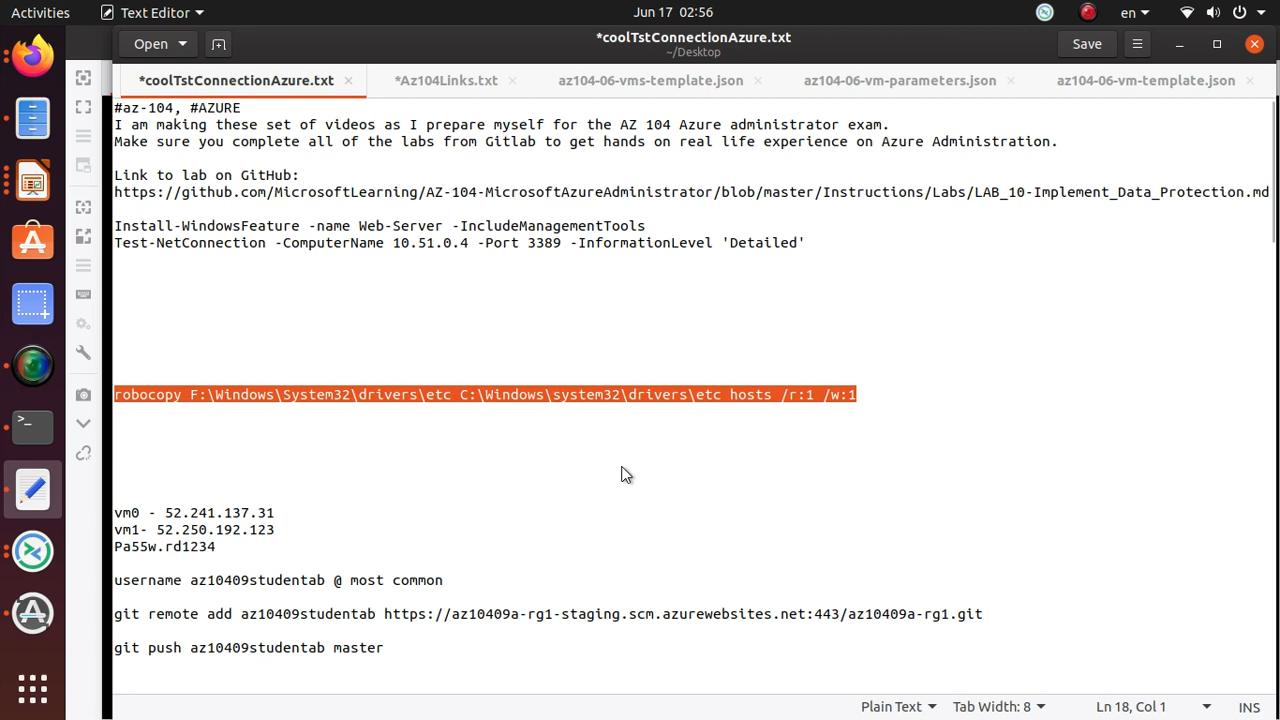 Activities
Text Editor
Jun 17 02:56
en
Open
*coolTstConnectionAzure.txt
~/Desktop
Save
*coolTstConnectionAzure.txt
*Az104Links.txt
az104-06-vms-template.json
az104-06-vm-parameters.json
az104-06-vm-template.json
#az-104, #AZURE
I am making these set of videos as I prepare myself for the AZ 104 Azure administrator exam.
Make sure you complete all of the labs from Gitlab to get hands on real life experience on Azure Administration.
Link to lab on GitHub:
https://github.com/MicrosoftLearning/AZ-104-MicrosoftAzureAdministrator/blob/master/Instructions/Labs/LAB_10-Implement_Data_Protection.md
Install-WindowsFeature -name Web-Server -IncludeManagementTools
Test-NetConnection -ComputerName 10.51.0.4 -Port 3389 -InformationLevel 'Detailed'
robocopy F:\Windows\System32\drivers\etc C:\Windows\system32\drivers\etc hosts /r:1 /w:1
vm0 - 52.241.137.31
vm1- 52.250.192.123
Pa55w.rd1234
username az10409studentab @ most common
git remote add az10409studentab https://az10409a-rg1-staging.scm.azurewebsites.net:443/az10409a-rg1.git
git push az10409studentab master
Plain Text
Tab Width: 8
Ln 18, Col 1
INS